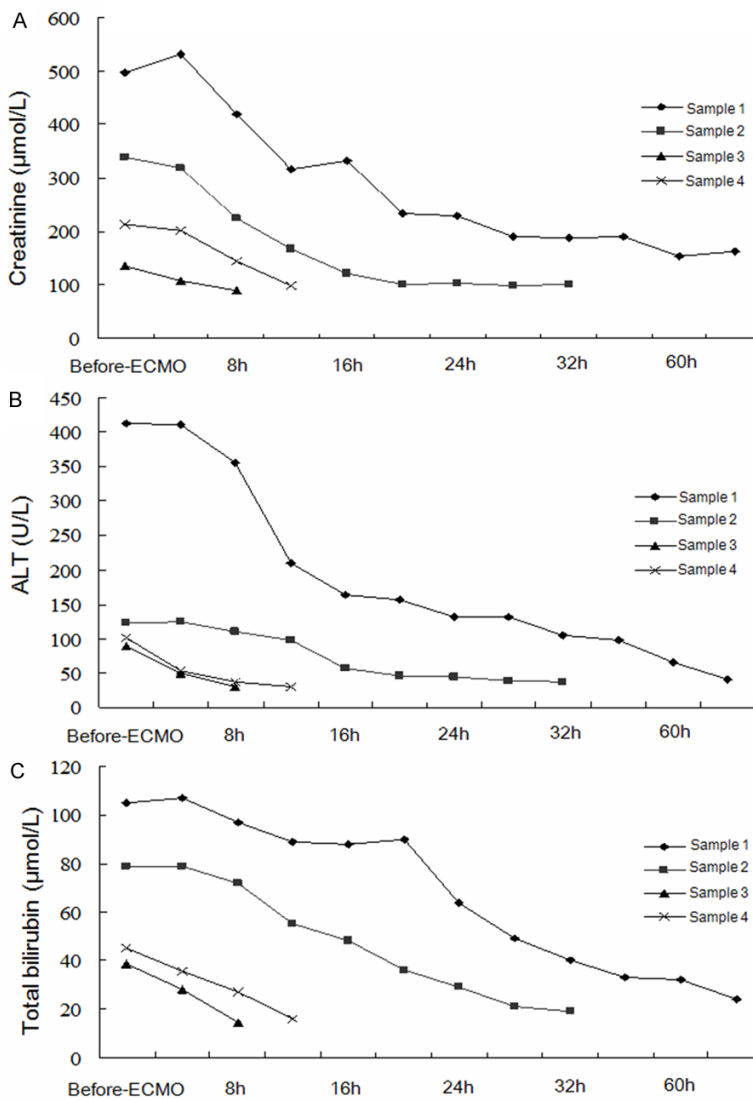 A
Creatinine (μmol/L)
600
500
400
300
200
100
0
Sample 1
Sample 2
Sample 3
Sample 4
Before-ECMO 8h 16h 24h 32h 60h
B
ALT (U/L)
450
400
350
300
250
200
150
100
50
0
Sample 1
Sample 2
Sample 3
Sample 4
Before-ECMO 8h 16h 24h 32h 60h
C
Total bilirubin (μmol/L)
120
100
80
60
40
20
0
Sample 1
Sample 2
Sample 3
Sample 4
Before-ECMO 8h 16h 24h 32h 60h